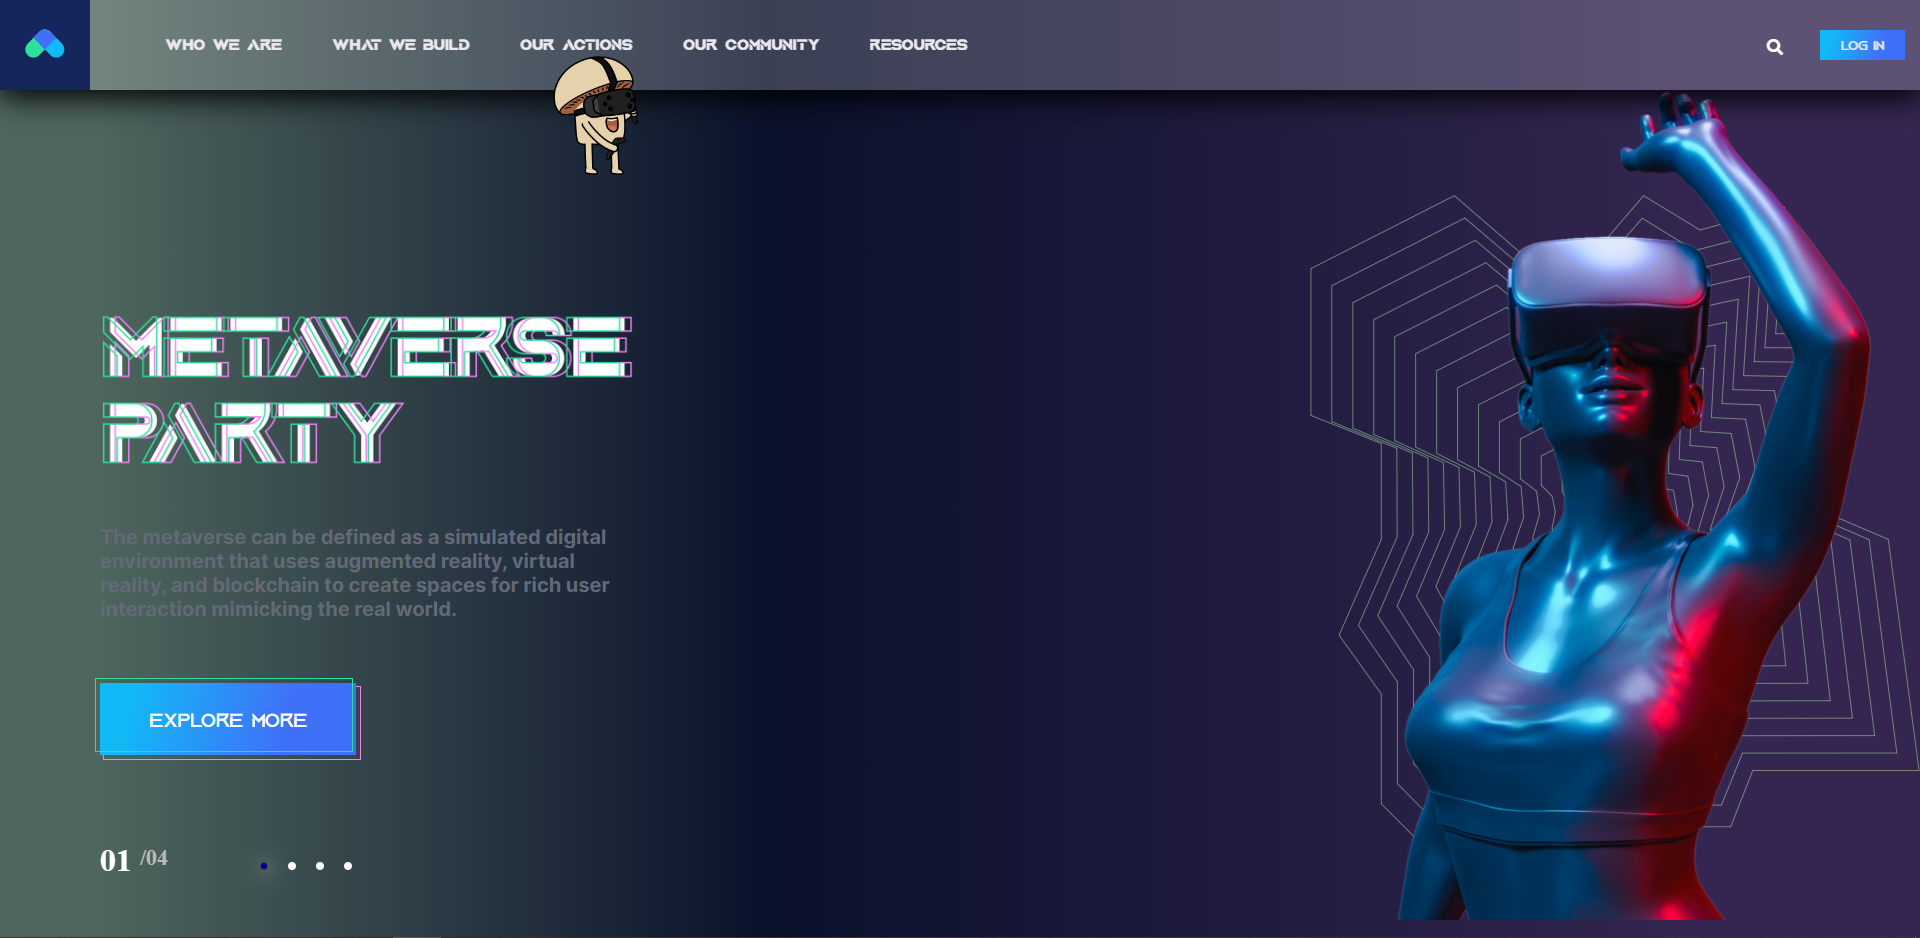 WHO WE ARE
WHAT WE BUILD
OUR ACTIONS
OUR COMMUNITY
RESOURCES
LOG IN
METAVERSE
PARTY
The metaverse can be defined as a simulated digital
environment that uses augmented reality, virtual
reality, and blockchain to create spaces for rich user
interaction mimicking the real world.
EXPLORE MORE
01 /04